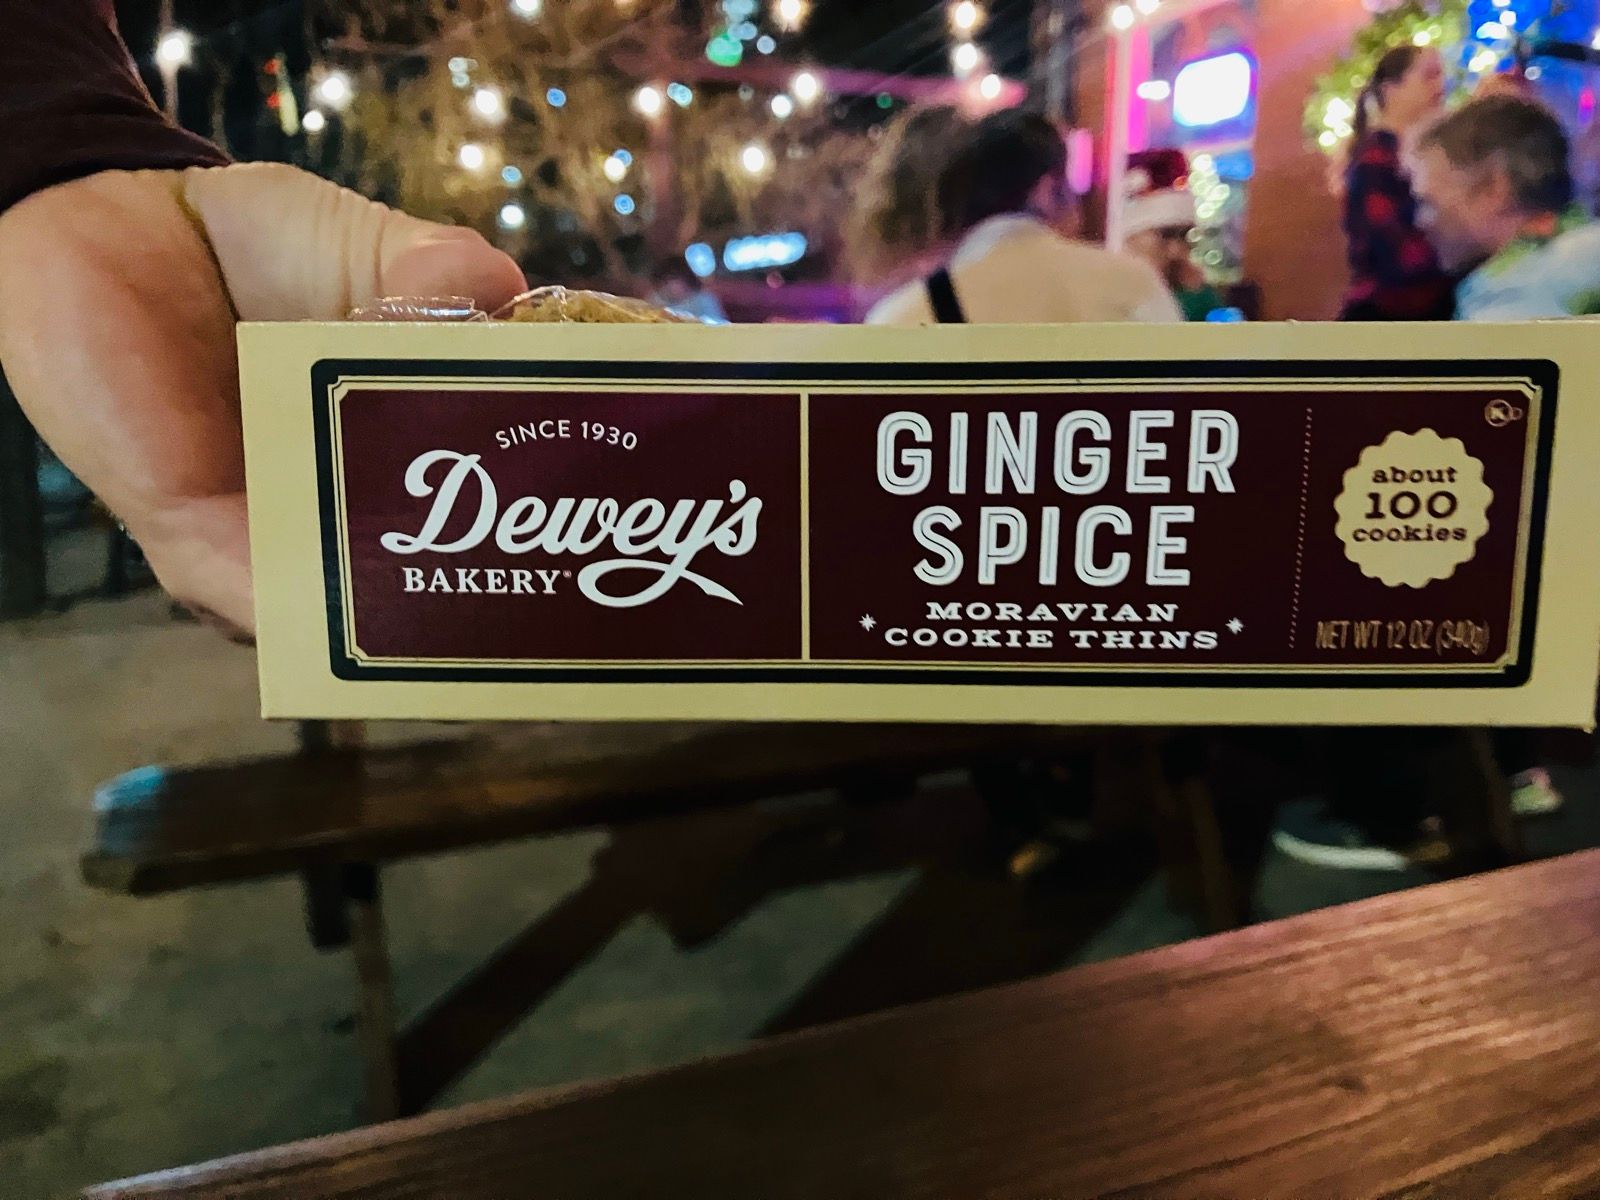 SINCE 1930
Dewey's
BAKERY®
GINGER
SPICE
MORAVIAN
COOKIE THINS
K D
about
100
cookies
NET WT 12 OZ (340g)